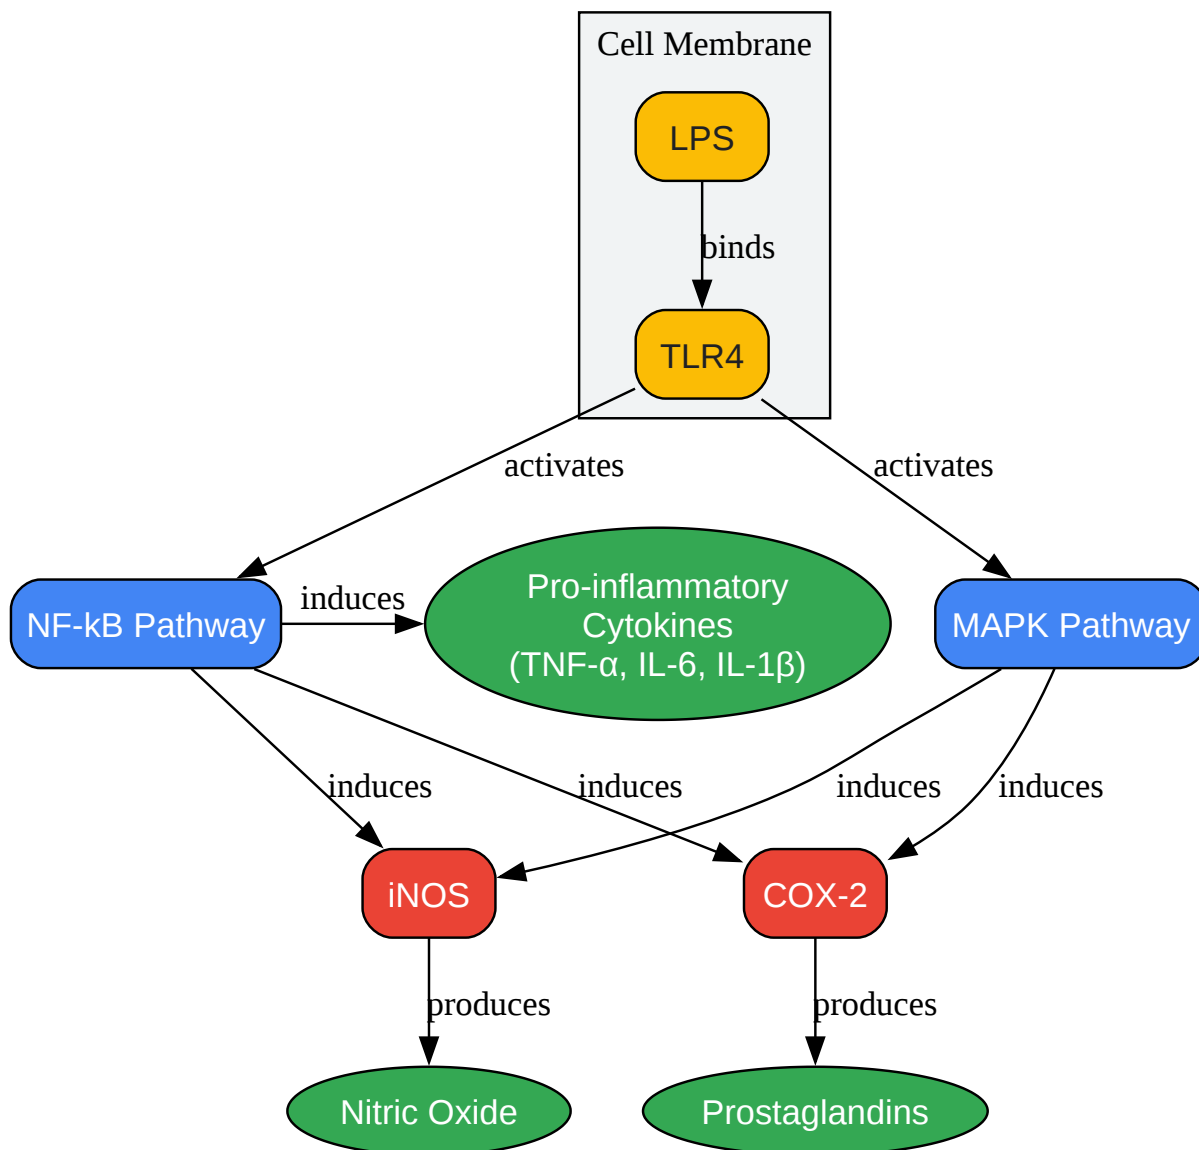 Cell Membrane
LPS
binds
TLR4
activates
activates
NF-kB Pathway
induces
Pro-inflammatory
Cytokines
(TNF-α, IL-6, IL-1β)
MAPK Pathway
induces
induces
induces
induces
iNOS
COX-2
produces
produces
Nitric Oxide
Prostaglandins